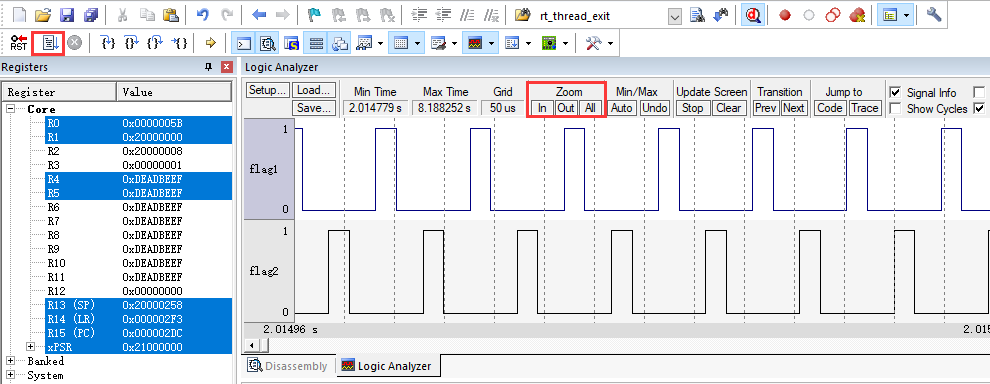 rt_thread_exit
RST
Registers
Logic Analyzer
Register Value
Core
R0 0x0000005B
R1 0x20000000
R2 0x20000008
R3 0x00000001
R4 0xDEADBEEF
R5 0xDEADBEEF
R6 0xDEADBEEF
R7 0xDEADBEEF
R8 0xDEADBEEF
R9 0xDEADBEEF
R10 0xDEADBEEF
R11 0xDEADBEEF
R12 0x00000000
R13 (SP) 0x20000258
R14 (LR) 0x000002F3
R15 (PC) 0x000002DC
xPSR 0x21000000
Banked
System
Setup... Load... Min Time Max Time Grid Zoom Min/Max Update Screen Transition Jump to Signal Info
Save... 2.014779 s 8.188252 s 50 us In Out All Auto Undo Stop Clear Prev Next Code Trace Show Cycles
1
flag1
0
1
flag2
0
2.01496 s 2.015
Disassembly Logic Analyzer